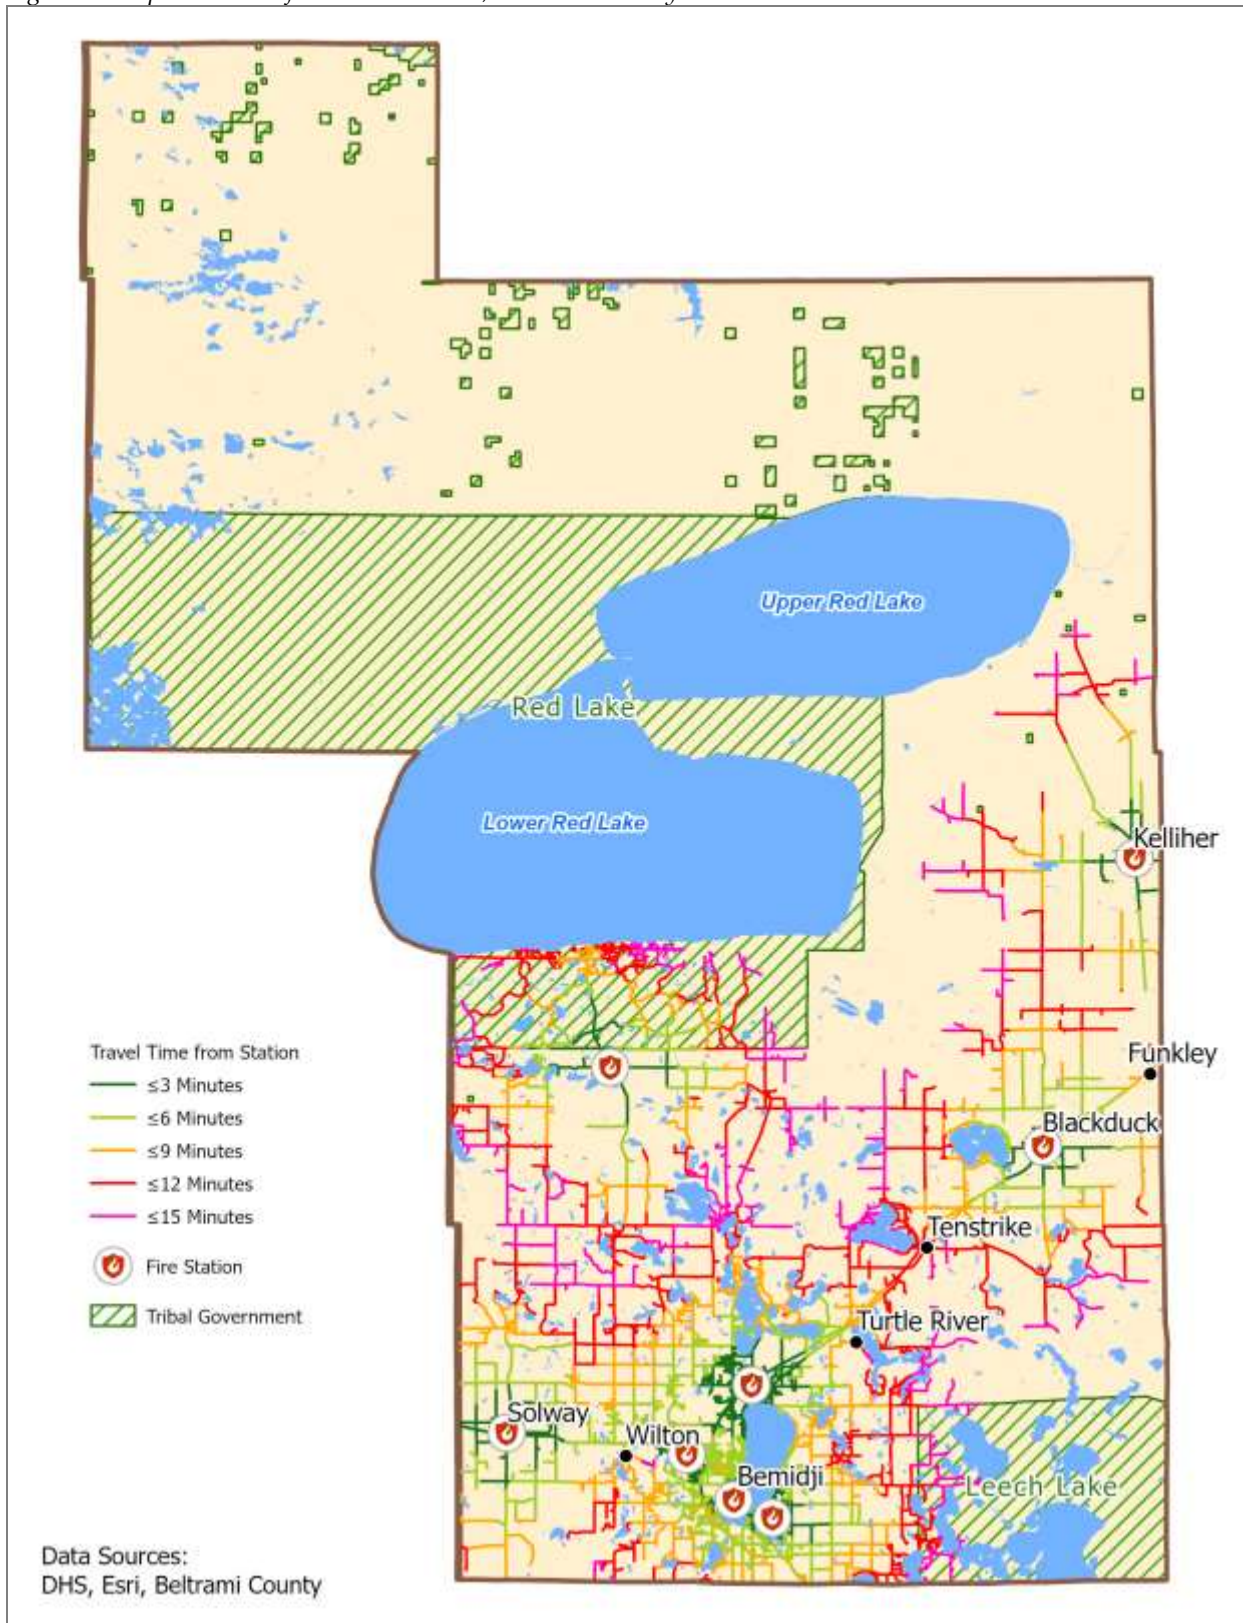 Upper Red Lake
Red Lake
Lower Red Lake
Kelliher
Funkley
Blackduck
Tenstrike
Turtle River
Solway
Wilton
Bemidji
Leech Lake
Travel Time from Station
≤3 Minutes
≤6 Minutes
≤9 Minutes
≤12 Minutes
≤15 Minutes
Fire Station
Tribal Government
Data Sources:
DHS, Esri, Beltrami County